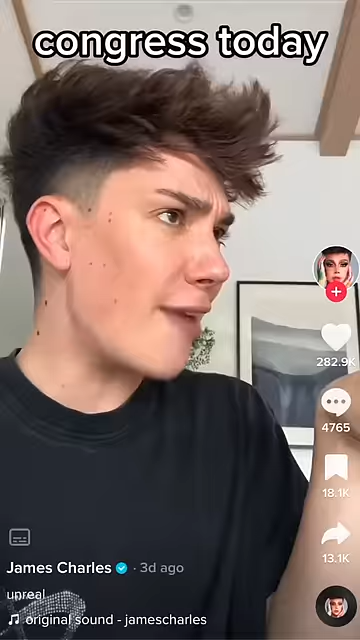 congress today
282.9K
4765
18.1K
13.1K
James Charles · 3d ago
unreal
original sound - jamescharles